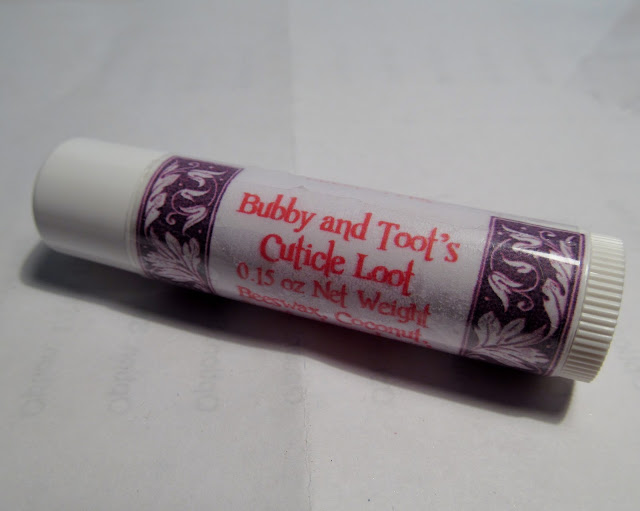 Bubby and Toot's
Cuticle Loot
0.15 oz Net Weight
Beeswax, Coconut,